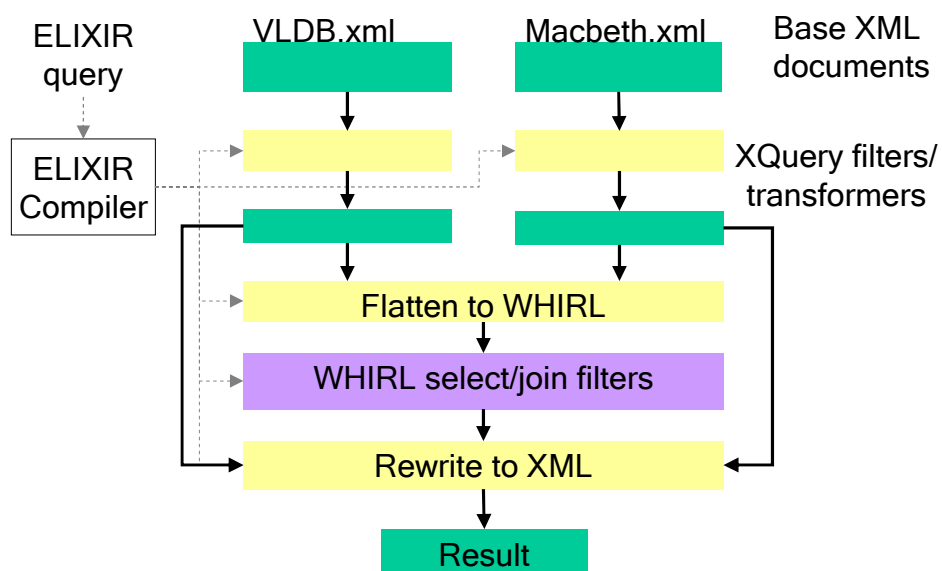 ELIXIR
query
VLDB.xml
Macbeth.xml
Base XML
documents
ELIXIR
Compiler
XQuery filters/
transformers
Flatten to WHIRL
WHIRL select/join filters
Rewrite to XML
Result